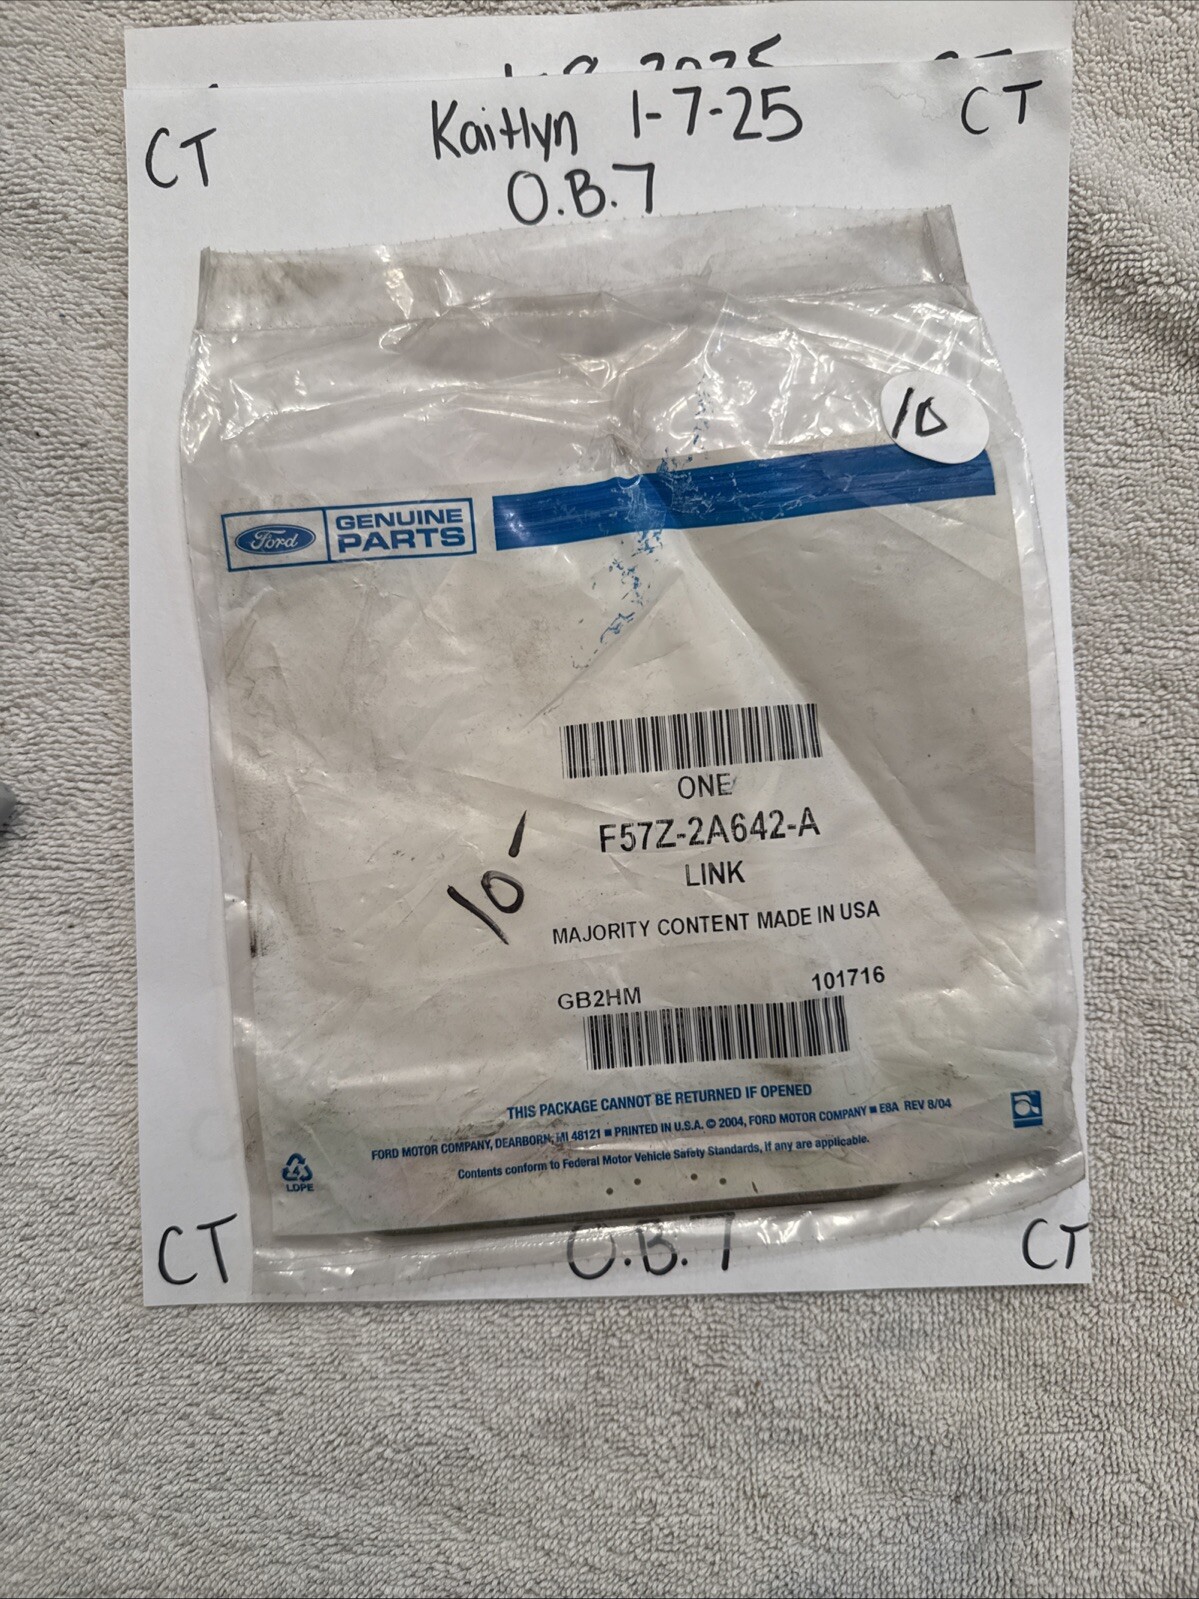 CT
Kaitlyn 1-7-25
CT
O.B.7
10
Ford
GENUINE
PARTS
ONE
F57Z-2A642-A
LINK
10'
MAJORITY CONTENT MADE IN USA
GB2HM
101716
THIS PACKAGE CANNOT BE RETURNED IF OPENED
FORD MOTOR COMPANY, DEARBORN, MI 48121 ■ PRINTED IN U.S.A. © 2004, FORD MOTOR COMPANY ■ E8A REV 8/04
Contents conform to Federal Motor Vehicle Safety Standards, if any are applicable.
LDPE
CT
O.B. 7
CT